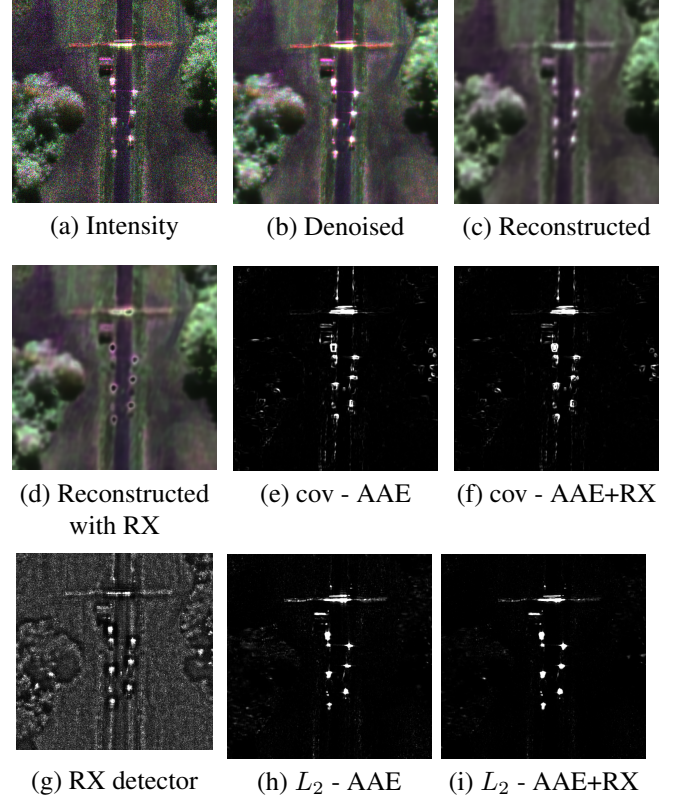 (a) Intensity
(b) Denoised
(c) Reconstructed
(d) Reconstructed
with RX
(e) cov - AAE
(f) cov - AAE+RX
(g) RX detector
(h) L₂ - AAE
(i) L₂ - AAE+RX